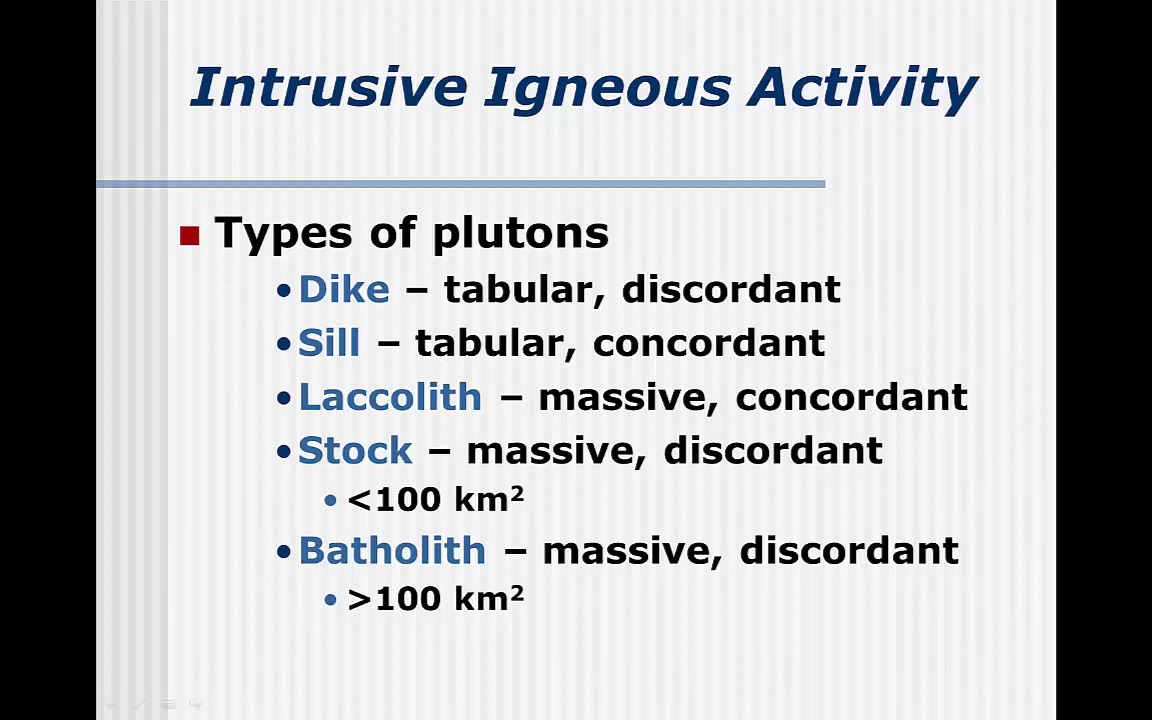 Intrusive Igneous Activity
Types of plutons
•Dike – tabular, discordant
•Sill – tabular, concordant
•Laccolith – massive, concordant
•Stock – massive, discordant
•<100 km²
•Batholith – massive, discordant
•>100 km²